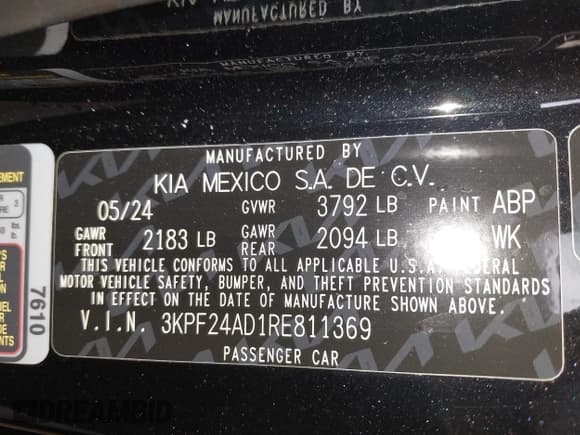 MANUFACTURED BY
KIA MEXICO S.A. DE C.V.
05/24 GVWR 3792 LB PAINT ABP
GAWR FRONT 2183 LB GAWR REAR 2094 LB WK
THIS VEHICLE CONFORMS TO ALL APPLICABLE U.S.A. FEDERAL
MOTOR VEHICLE SAFETY, BUMPER, AND THEFT PREVENTION STANDARDS
IN EFFECT ON THE DATE OF MANUFACTURE SHOWN ABOVE.
V.I.N. 3KPF24AD1RE811369
PASSENGER CAR
7610
DREAMBID